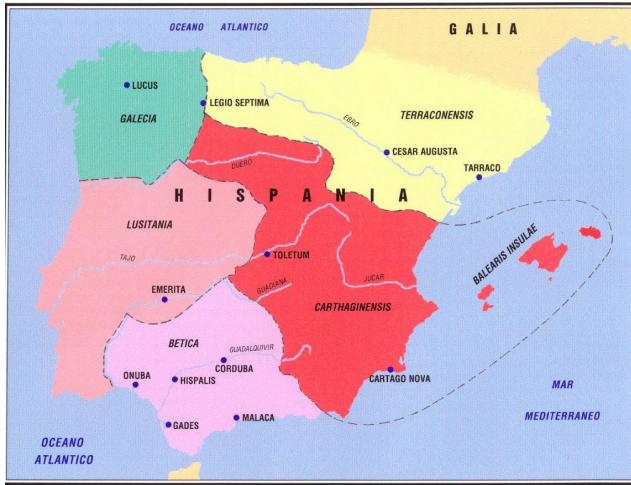 OCEANO ATLANTICO
GALIA
LUCUS
LEGIO SEPTIMA
GALECIA
TERRACONENSIS
EBRO
CESAR AUGUSTA
DUERO
TARRACO
HISPANIA
LUSITANIA
BALEARIS INSULAE
TAJO
TOLETUM
GUADIANA
JUCAR
EMERITA
CARTHAGINENSIS
BETICA
GUADALQUIVIR
CORDUBA
ONUBA
HISPALIS
CARTAGO NOVA
MAR
MEDITERRANEO
GADES
MALACA
OCEANO
ATLANTICO